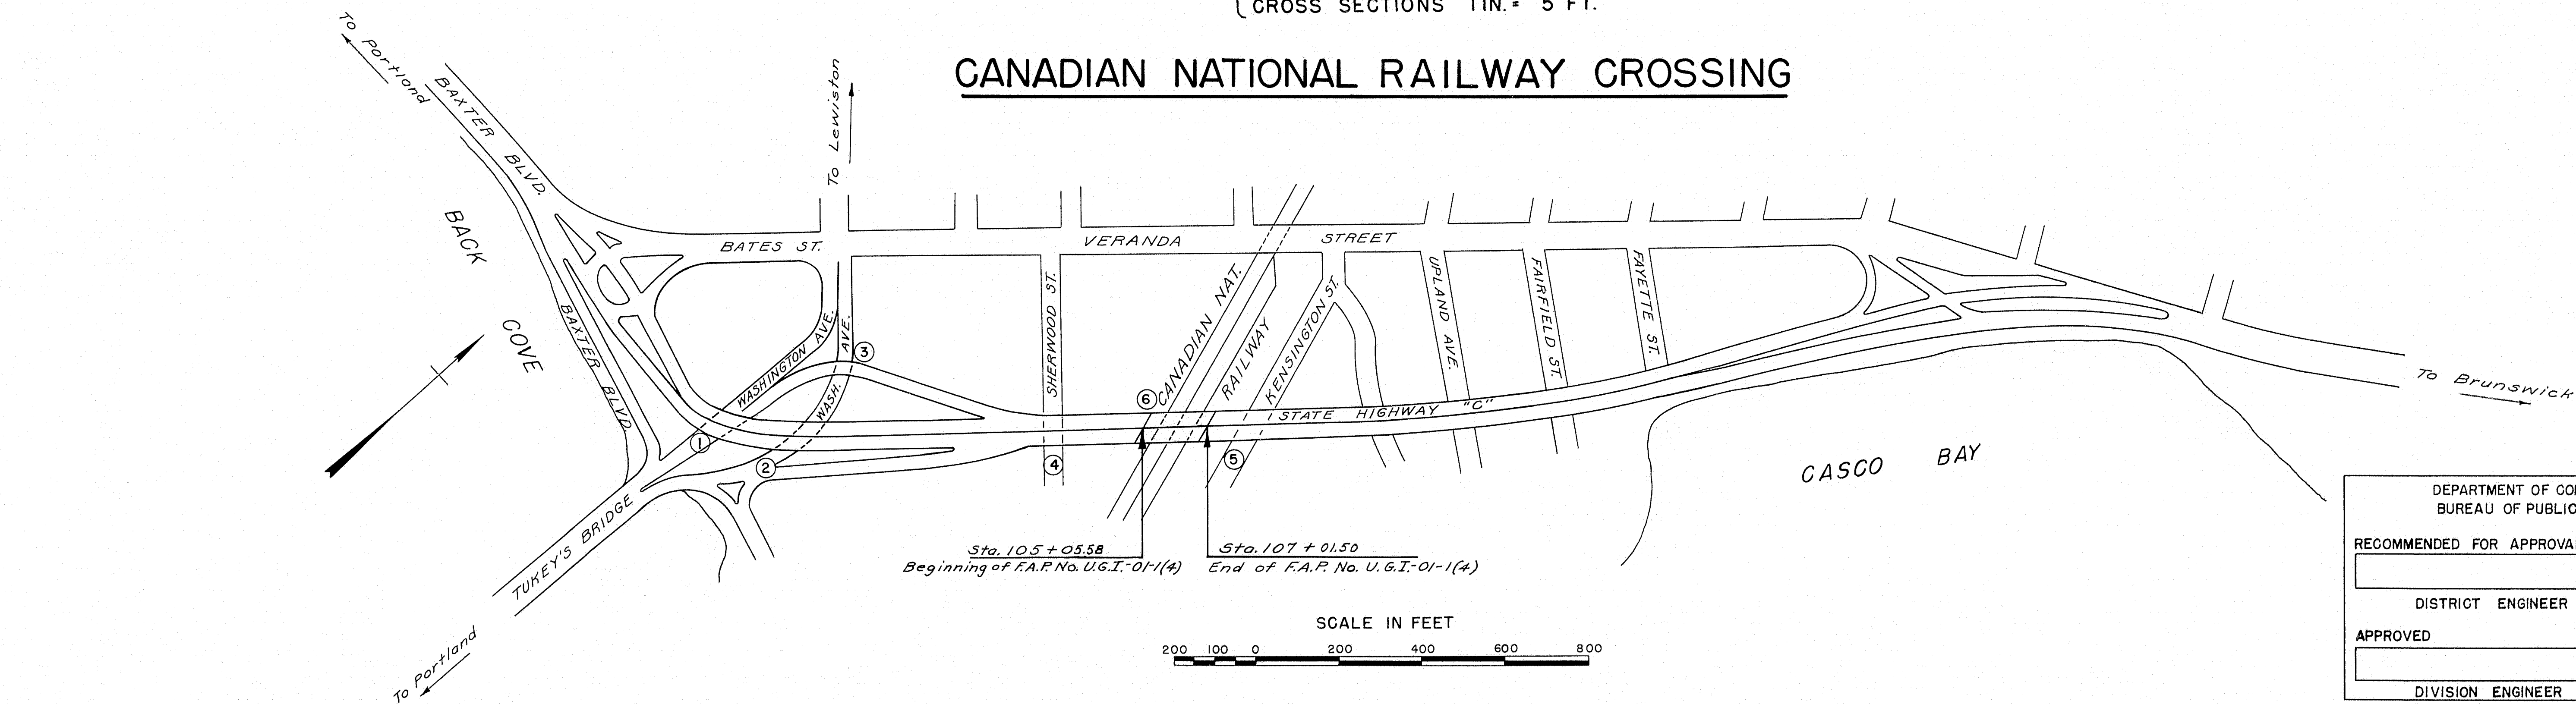 CROSS SECTIONS 1 IN. = 5 FT.
CANADIAN NATIONAL RAILWAY CROSSING
To Portland
BAXTER BLVD.
To Lewiston
BACK COVE
BATES ST.
VERANDA STREET
BAXTER BLVD.
WASHINGTON AVE.
WASH. AVE.
SHERWOOD ST.
CANADIAN NAT.
RAILWAY
KENSINGTON ST.
UPLAND AVE.
FAIRFIELD ST.
FAYETTE ST.
STATE HIGHWAY "C"
1
2
3
4
5
6
To Brunswick
CASCO BAY
TUKEY'S BRIDGE
To Portland
Sta. 105 + 05.58
Beginning of F.A.P. No. U.G.I.-01-1(4)
Sta. 107 + 01.50
End of F.A.P. No. U.G.I.-01-1(4)
SCALE IN FEET
200 100 0 200 400 600 800
DEPARTMENT OF CO
BUREAU OF PUBLIC
RECOMMENDED FOR APPROVA
DISTRICT ENGINEER
APPROVED
DIVISION ENGINEER